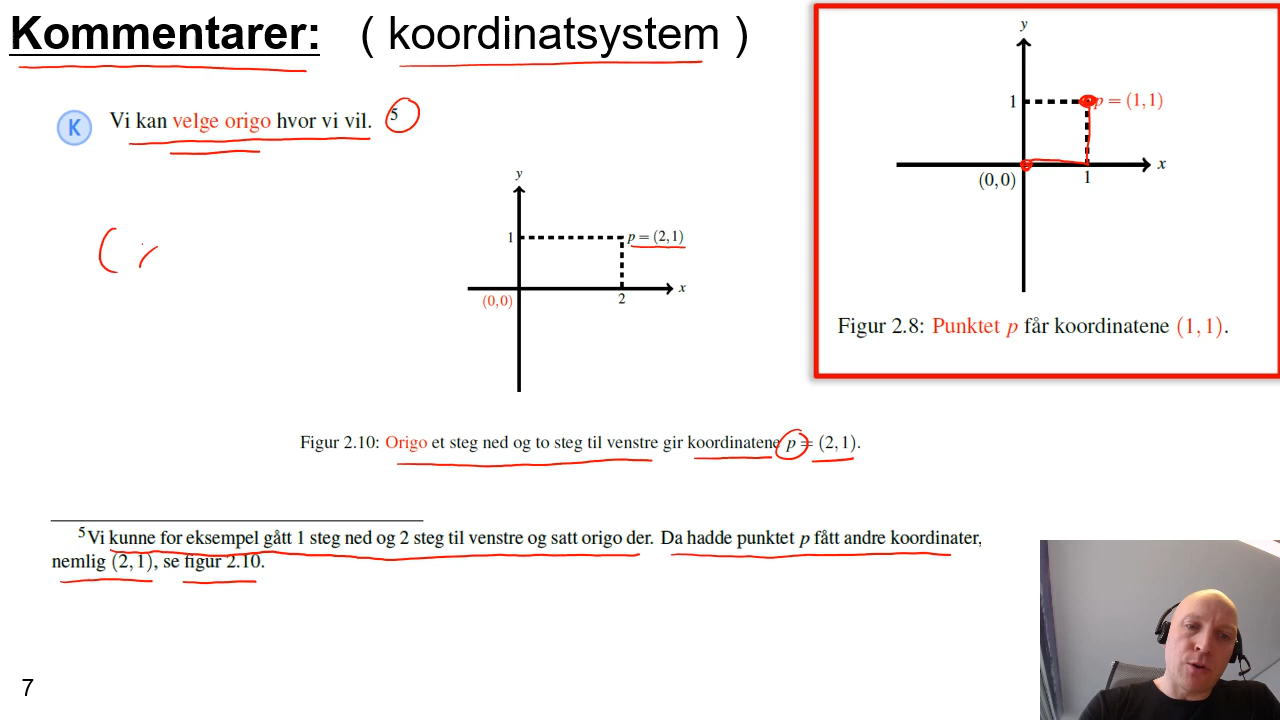 Kommentarer: ( koordinatsystem )
K Vi kan velge origo hvor vi vil. 5
y
1
p = (2,1)
(0,0)
2
x
y
1
p = (1,1)
(0,0)
1
x
Figur 2.8: Punktet p får koordinatene (1,1).
(
Figur 2.10: Origo et steg ned og to steg til venstre gir koordinatene p = (2,1).
5Vi kunne for eksempel gått 1 steg ned og 2 steg til venstre og satt origo der. Da hadde punktet p fått andre koordinater,
nemlig (2,1), se figur 2.10.
7